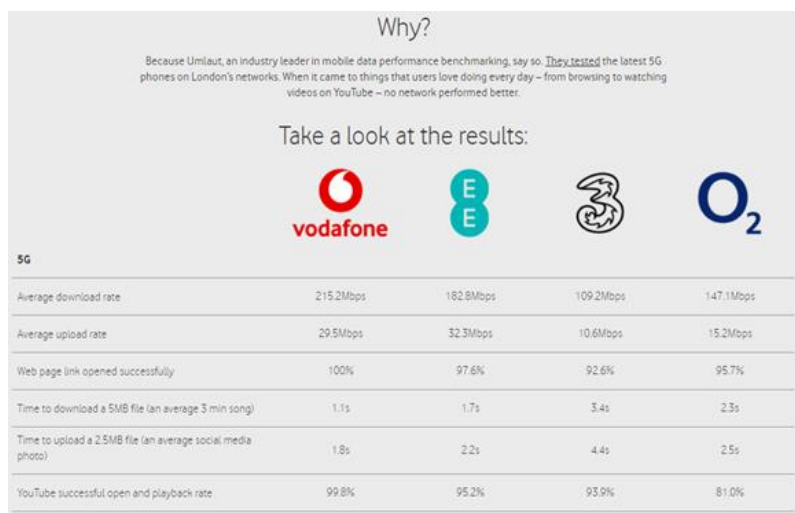 Why?
Because Umlaut, an industry leader in mobile data performance benchmarking, say so. They tested the latest 5G
phones on London's networks. When it came to things that users love doing every day – from browsing to watching
videos on YouTube – no network performed better.
Take a look at the results:
vodafone
E
E
3
O2
5G
Average download rate 215.2Mbps 182.8Mbps 109.2Mbps 147.1Mbps
Average upload rate 29.5Mbps 32.3Mbps 10.6Mbps 15.2Mbps
Web page link opened successfully 100% 97.6% 92.6% 95.7%
Time to download a 5MB file (an average 3 min song) 1.1s 1.7s 3.4s 2.3s
Time to upload a 2.5MB file (an average social media
photo) 1.8s 2.2s 4.4s 2.5s
YouTube successful open and playback rate 99.8% 95.2% 93.9% 81.0%